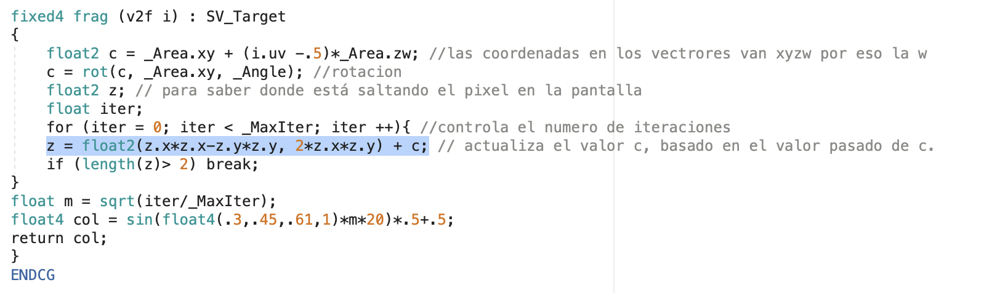 fixed4 frag (v2f i) : SV_Target
{
float2 c = _Area.xy + (i.uv -.5)*_Area.zw; //las coordenadas en los vectrores van xyzw por eso la w
c = rot(c, _Area.xy, _Angle); //rotacion
float2 z; // para saber donde está saltando el pixel en la pantalla
float iter;
for (iter = 0; iter < _MaxIter; iter ++){ //controla el numero de iteraciones
z = float2(z.x*z.x-z.y*z.y, 2*z.x*z.y) + c; // actualiza el valor c, basado en el valor pasado de c.
if (length(z)> 2) break;
}
float m = sqrt(iter/_MaxIter);
float4 col = sin(float4(.3,.45,.61,1)*m*20)*.5+.5;
return col;
}
ENDCG